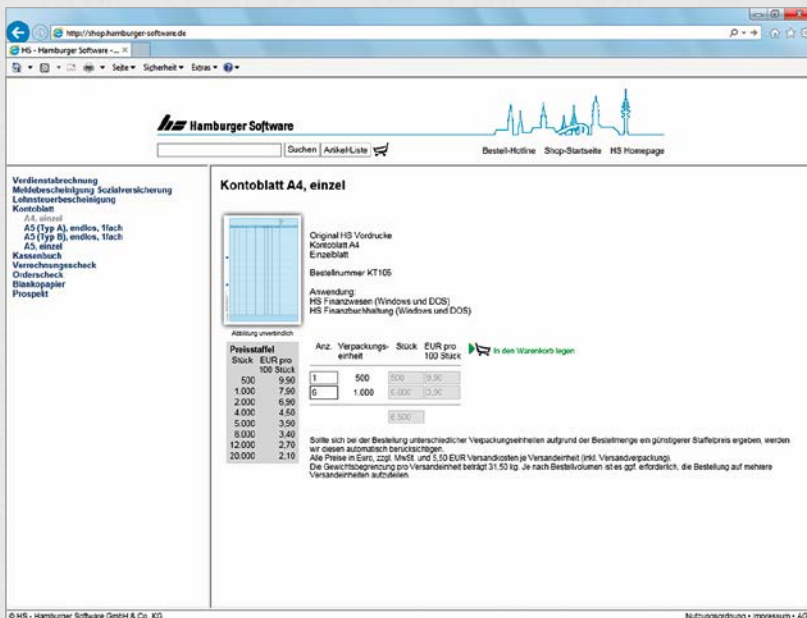 http://shop.hamburger-software.de
HS - Hamburger Software -...
Seite Sicherheit Extras
hs Hamburger Software
Suchen Artikel-Liste
Bestell-Hotline Shop-Startseite HS Homepage
Verdienstabrechnung
Meldebescheinigung Sozialversicherung
Lohnsteuerbescheinigung
Kontoblatt
A4, einzel
A5 (Typ A), endlos, 1fach
A5 (Typ B), endlos, 1fach
A5, einzel
Kassenbuch
Verrechnungsscheck
Orderscheck
Blankopapier
Prospekt
Kontoblatt A4, einzel
Original HS Vordrucke
Kontoblatt A4
Einzelblatt
Bestellnummer KT105
Anwendung:
HS Finanzwesen (Windows und DOS)
HS Finanzbuchhaltung (Windows und DOS)
Abbildung unverbindlich
Preisstaffel
Stück EUR pro
100 Stück
500 9,90
1.000 7,90
2.000 6,90
4.000 4,50
5.000 3,90
8.000 3,40
12.000 2,70
20.000 2,10
Anz. Verpackungs- Stück EUR pro
einheit 100 Stück
1 500 500 9,90
6 1.000 6.000 3,90
6.500
In den Warenkorb legen
Sollte sich bei der Bestellung unterschiedlicher Verpackungseinheiten aufgrund der Bestellmenge ein günstigerer Staffelpreis ergeben, werden
wir diesen automatisch berücksichtigen.
Alle Preise in Euro, zzgl. MwSt. und 5,50 EUR Versandkosten je Versandeinheit (inkl. Versandverpackung).
Die Gewichtsbegrenzung pro Versandeinheit beträgt 31,50 kg. Je nach Bestellvolumen ist es ggf. erforderlich, die Bestellung auf mehrere
Versandeinheiten aufzuteilen.
© HS - Hamburger Software GmbH & Co. KG
Nutzungsordnung • Impressum • AG